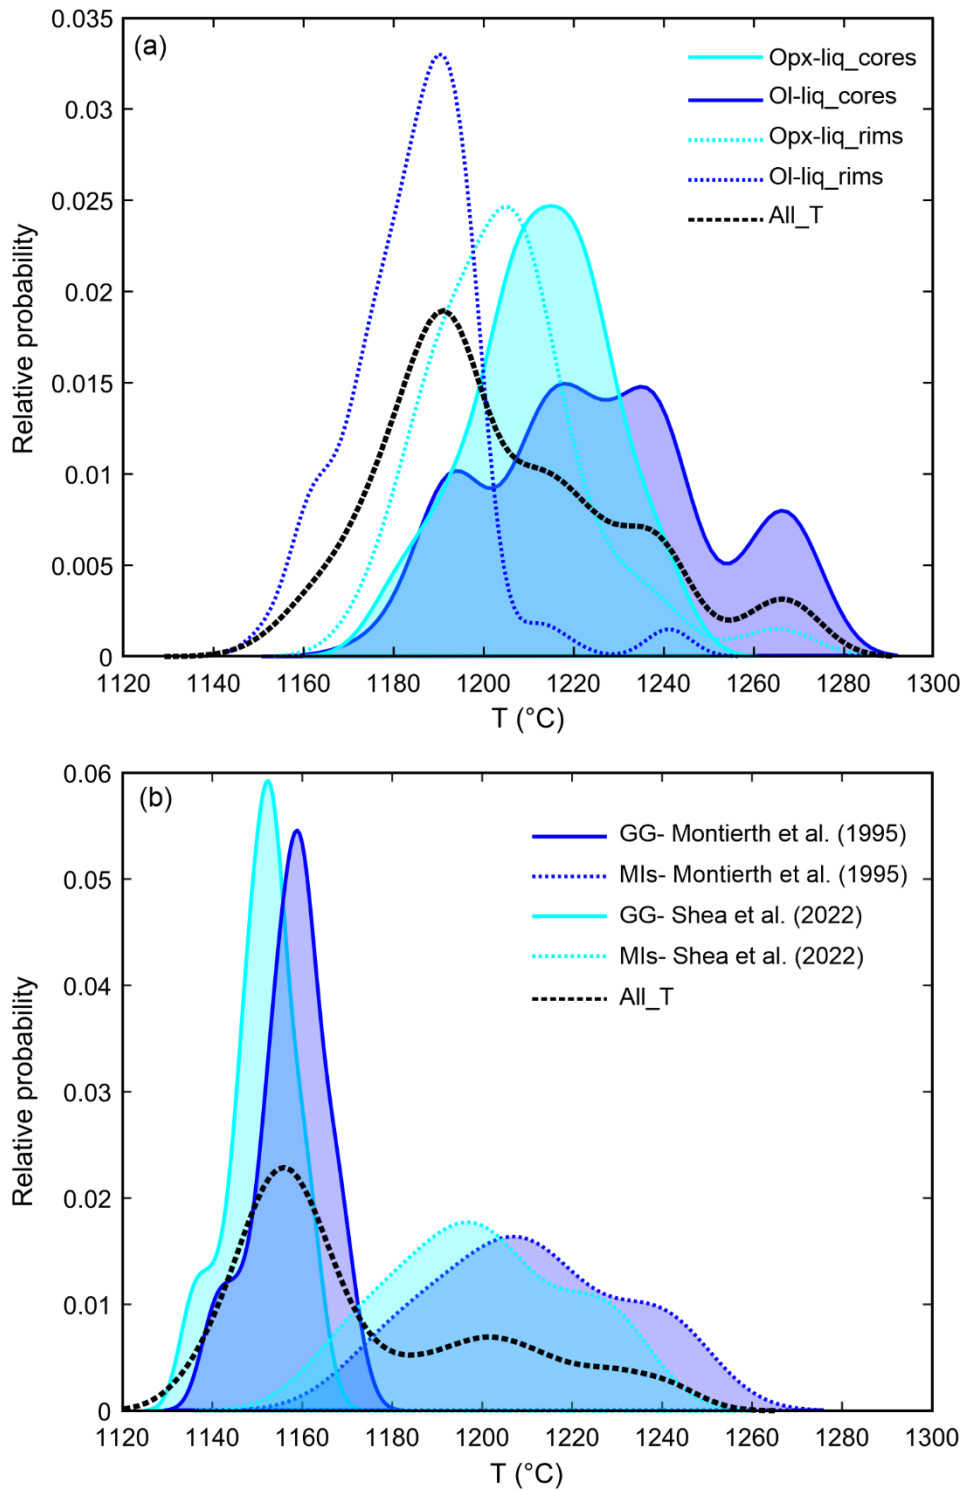 (a)
0.035
0.03
0.025
0.02
0.015
0.01
0.005
0
Relative probability
Opx-liq_cores
Ol-liq_cores
Opx-liq_rims
Ol-liq_rims
All_T
1120 1140 1160 1180 1200 1220 1240 1260 1280 1300
T (°C)
(b)
0.06
0.05
0.04
0.03
0.02
0.01
0
Relative probability
GG- Montierth et al. (1995)
MIs- Montierth et al. (1995)
GG- Shea et al. (2022)
MIs- Shea et al. (2022)
All_T
1120 1140 1160 1180 1200 1220 1240 1260 1280 1300
T (°C)